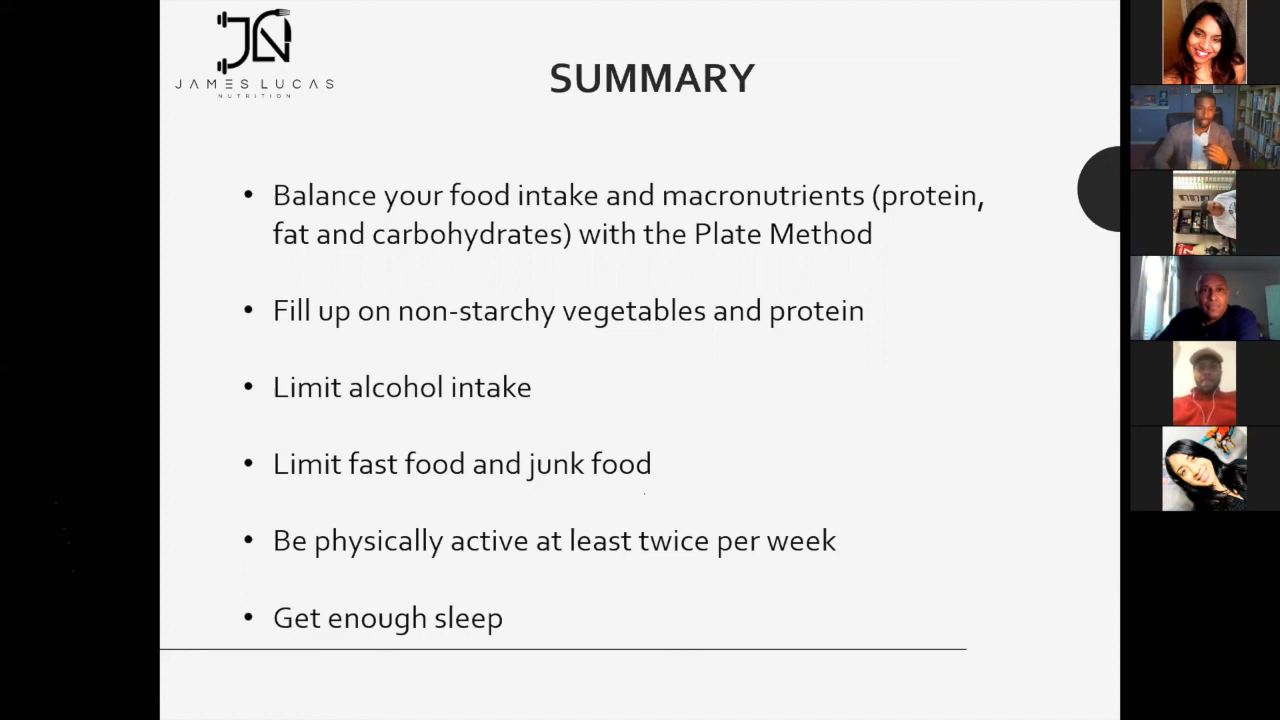 JAMES LUCAS
NUTRITION
SUMMARY
• Balance your food intake and macronutrients (protein,
fat and carbohydrates) with the Plate Method
• Fill up on non-starchy vegetables and protein
• Limit alcohol intake
• Limit fast food and junk food
• Be physically active at least twice per week
• Get enough sleep